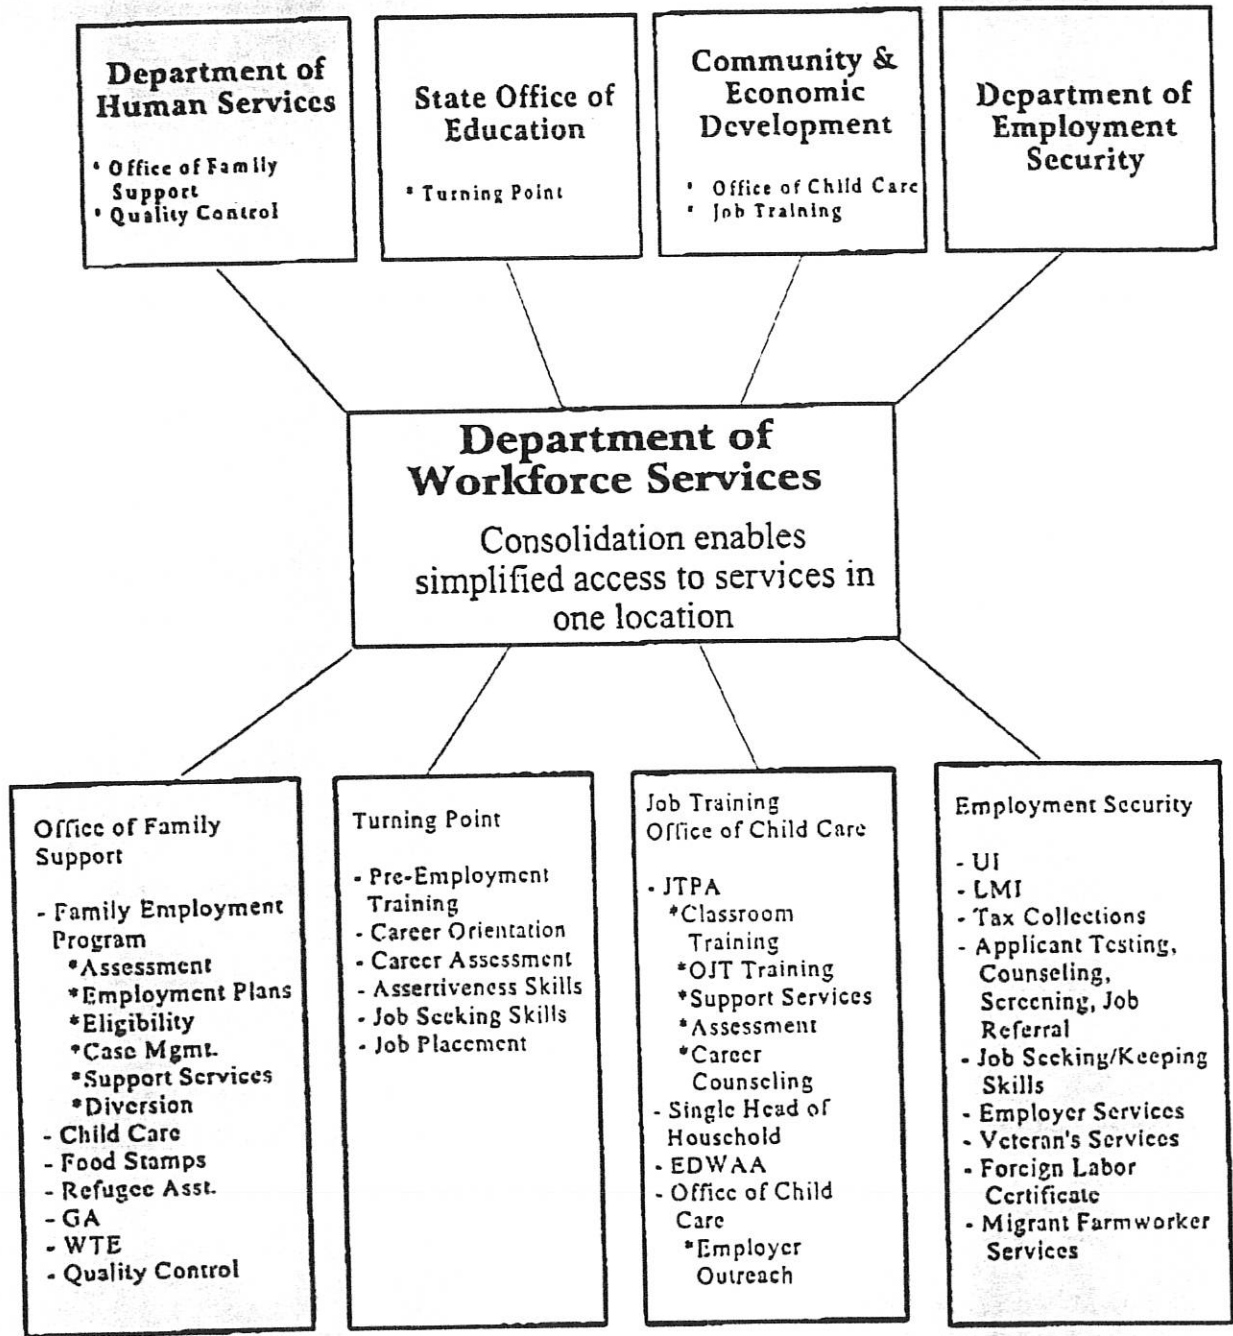 Department of
Human Services
* Office of Family
Support
* Quality Control
State Office of
Education
* Turning Point
Community &
Economic
Development
* Office of Child Care
* Job Training
Department of
Employment
Security
Department of
Workforce Services
Consolidation enables
simplified access to services in
one location
Office of Family
Support
- Family Employment
Program
*Assessment
*Employment Plans
*Eligibility
*Case Mgmt.
*Support Services
*Diversion
- Child Care
- Food Stamps
- Refugee Asst.
- GA
- WTE
- Quality Control
Turning Point
- Pre-Employment
Training
- Career Orientation
- Career Assessment
- Assertiveness Skills
- Job Seeking Skills
- Job Placement
Job Training
Office of Child Care
- JTPA
*Classroom
Training
*OJT Training
*Support Services
*Assessment
*Career
Counseling
- Single Head of
Household
- EDWAA
- Office of Child
Care
*Employer
Outreach
Employment Security
- UI
- LMI
- Tax Collections
- Applicant Testing,
Counseling,
Screening, Job
Referral
- Job Seeking/Keeping
Skills
- Employer Services
- Veteran's Services
- Foreign Labor
Certificate
- Migrant Farmworker
Services